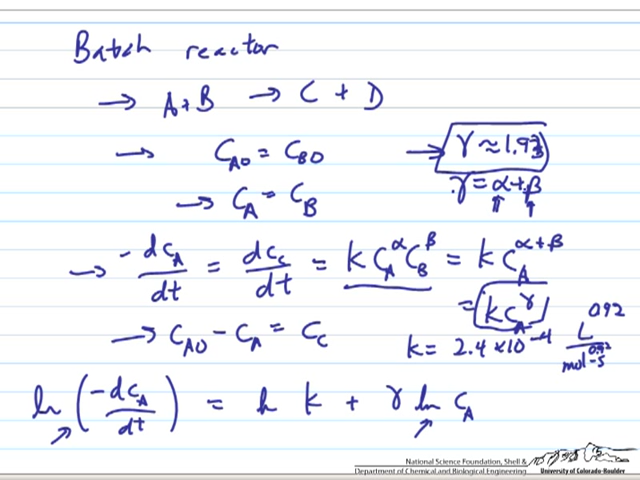 Batch reactor
→ A+B → C + D
→ C_A0 = C_B0 → γ ≈ 1.93
→ C_A = C_B γ = α + β
→ -dC_A/dt = dC_C/dt = k C_A^α C_B^β = k C_A^(α+β)
= k C_A^γ
→ C_A0 - C_A = C_C
k = 2.4 × 10^-4 L^0.92 / mol^0.92-s
ln (-dC_A/dt) = ln k + γ ln C_A
National Science Foundation, Shell &
Department of Chemical and Biological Engineering University of Colorado-Boulder